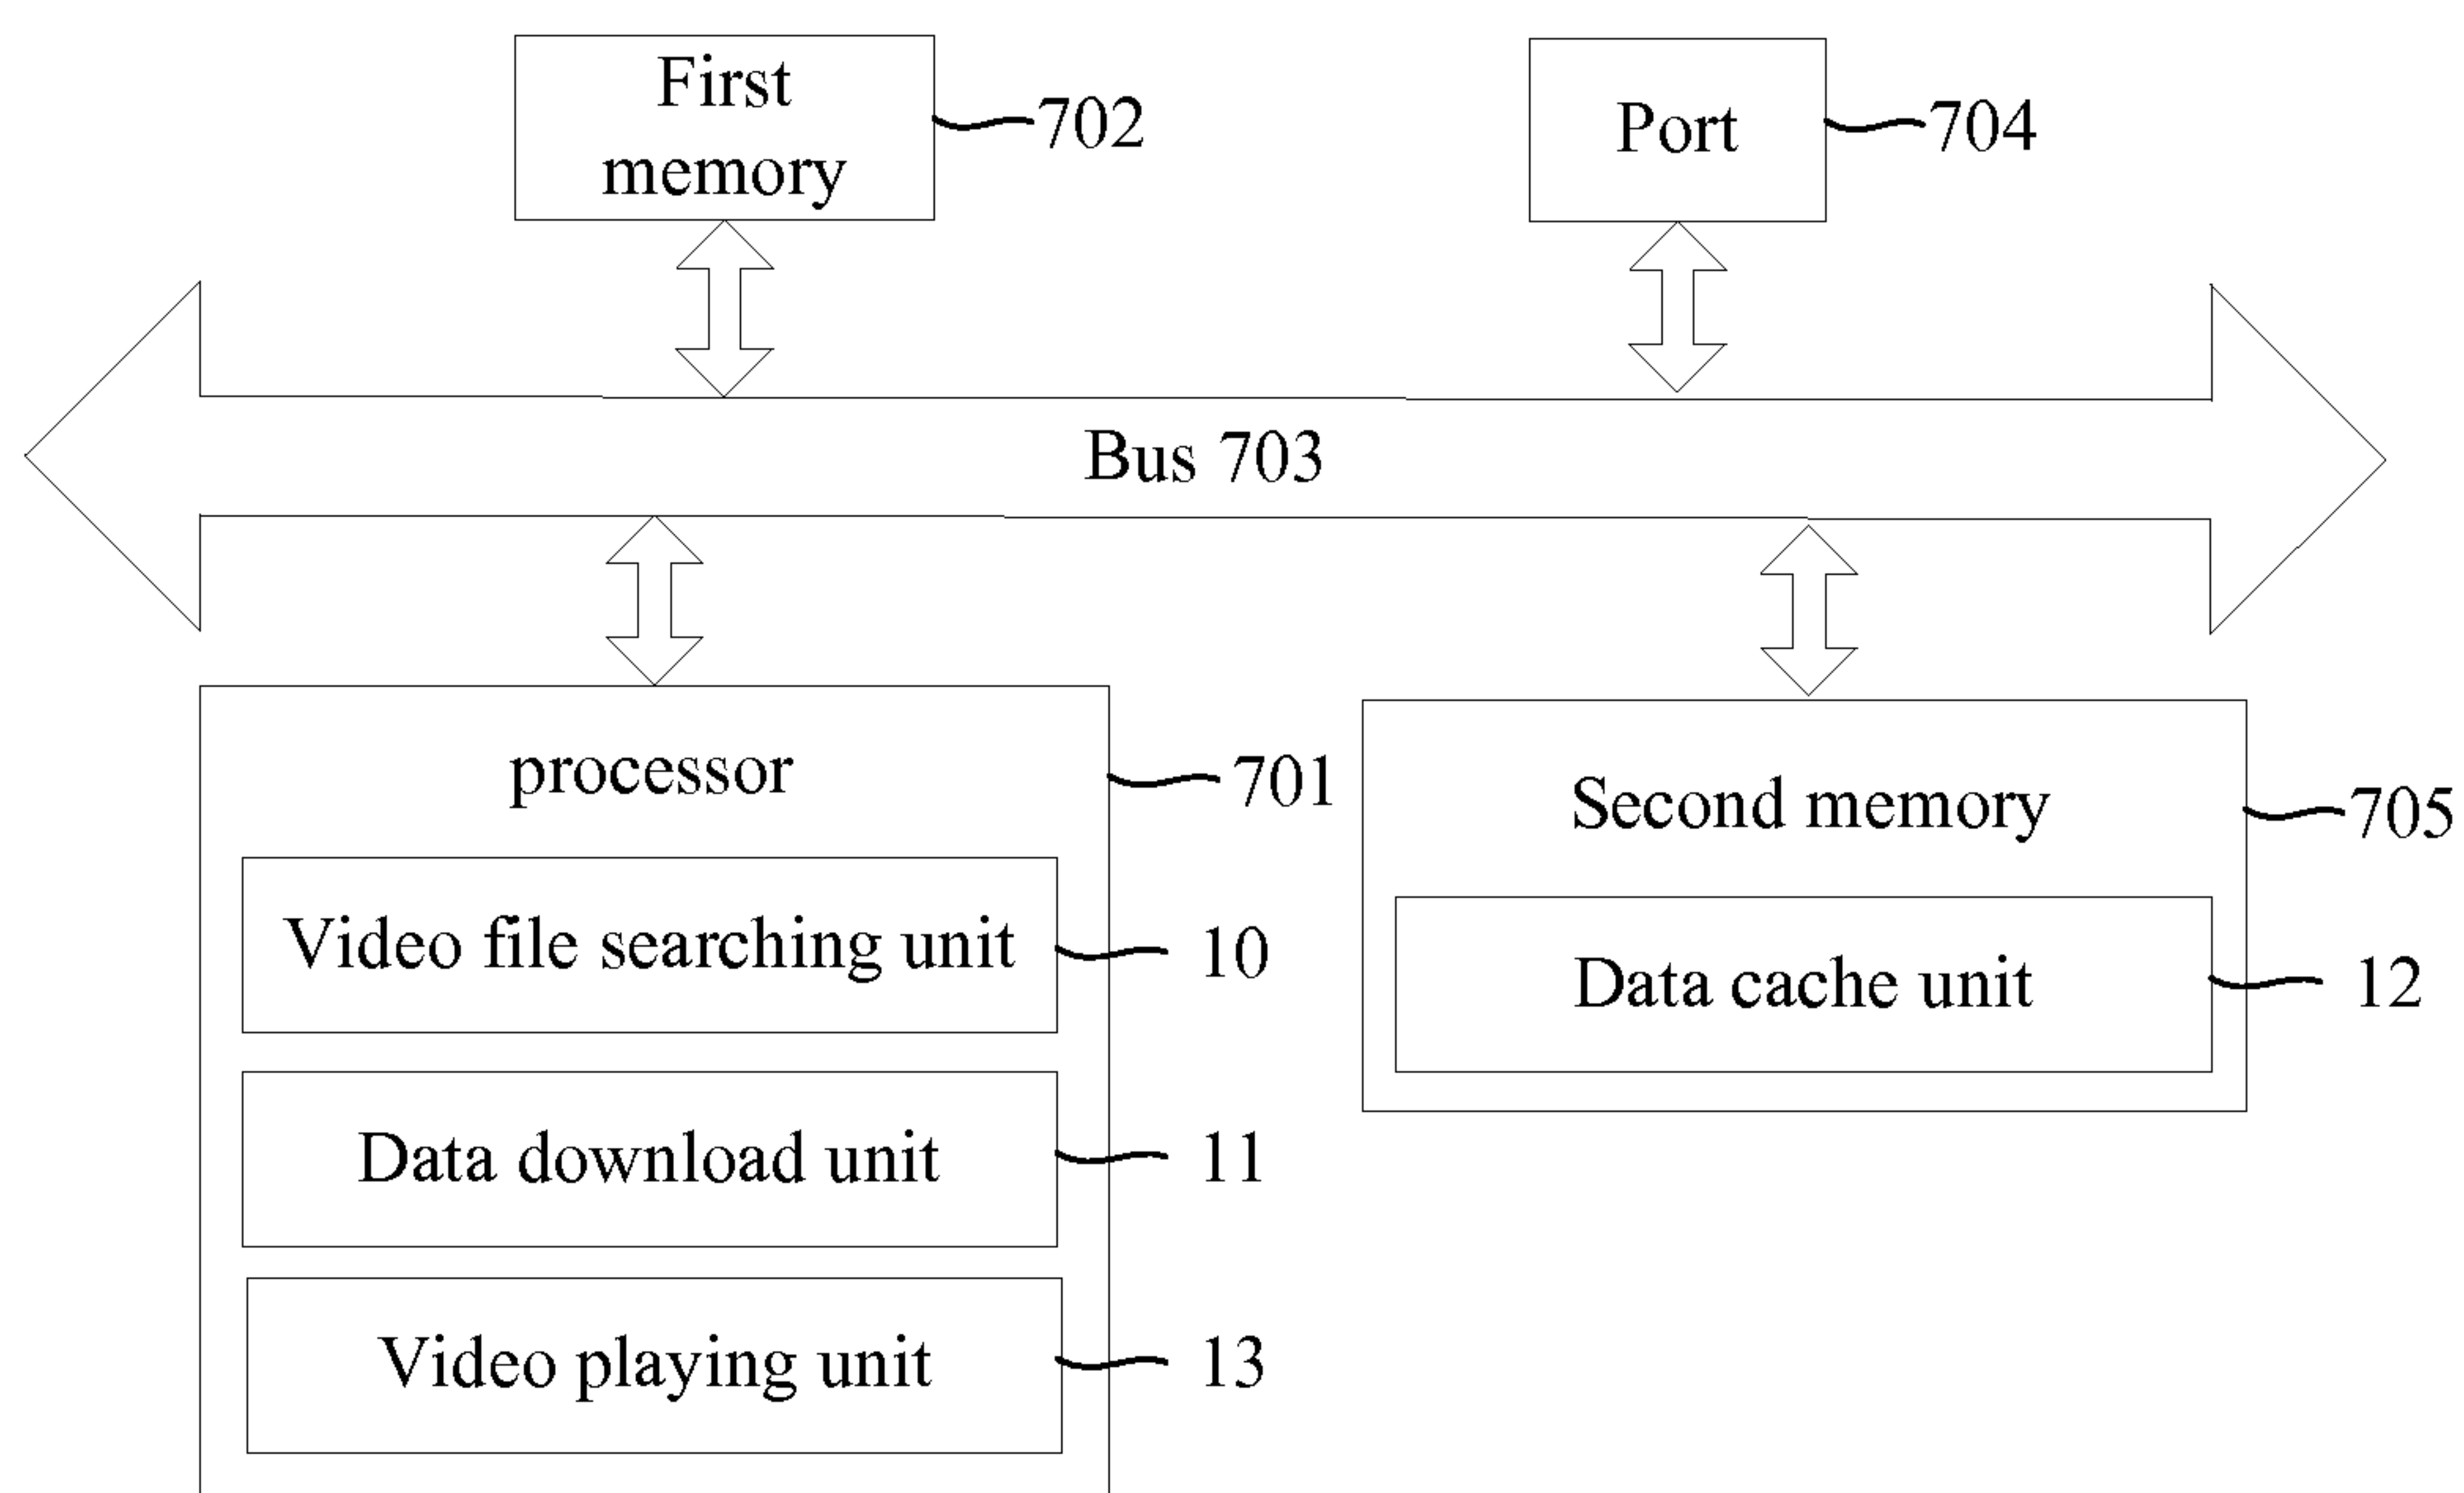 First
memory
702
Port
704
Bus 703
processor
701
Video file searching unit
10
Data download unit
11
Video playing unit
13
Second memory
705
Data cache unit
12